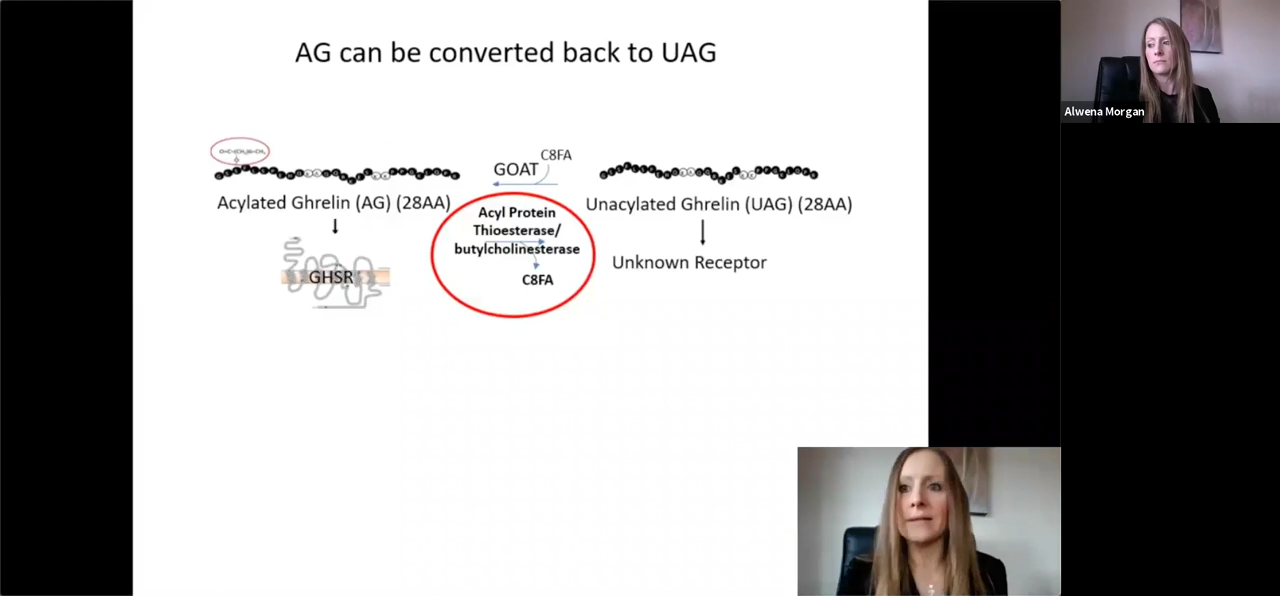 AG can be converted back to UAG
Alwena Morgan
C8FA
GOAT
Acylated Ghrelin (AG) (28AA)
Unacylated Ghrelin (UAG) (28AA)
Acyl Protein
Thioesterase/
butylcholinesterase
C8FA
GHSR
Unknown Receptor